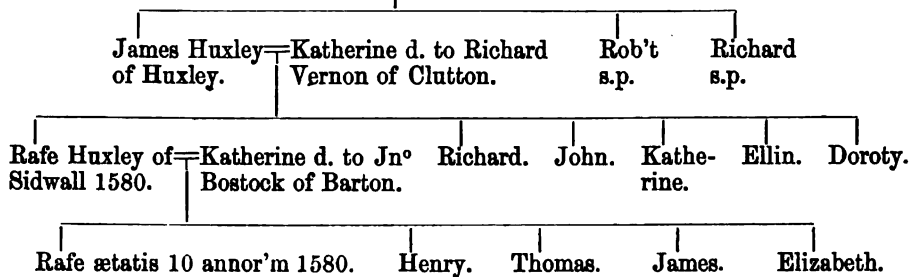 James Huxley=Katherine d. to Richard Rob't Richard
of Huxley. Vernon of Clutton. s.p. s.p.
Rafe Huxley of=Katherine d. to Jnº Richard. John. Kathe- Ellin. Doroty.
Sidwall 1580. Bostock of Barton. rine.
Rafe ætatis 10 annor'm 1580. Henry. Thomas. James. Elizabeth.